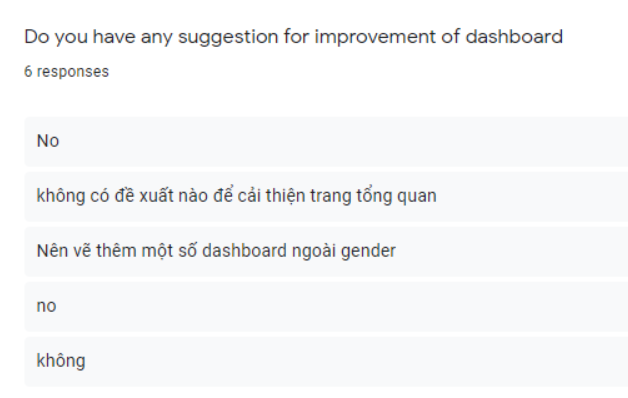 Do you have any suggestion for improvement of dashboard
6 responses
No
không có đề xuất nào để cải thiện trang tổng quan
Nên vẽ thêm một số dashboard ngoài gender
no
không